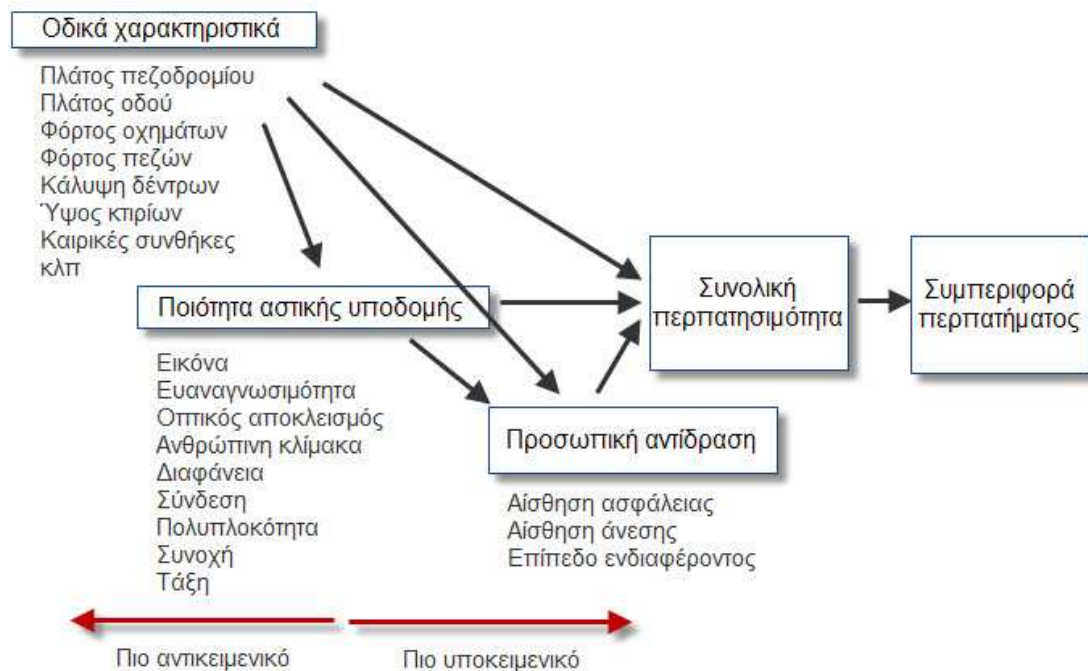 Οδικά χαρακτηριστικά
Πλάτος πεζοδρομίου
Πλάτος οδού
Φόρτος οχημάτων
Φόρτος πεζών
Κάλυψη δέντρων
Ύψος κτιρίων
Καιρικές συνθήκες
κλπ
Ποιότητα αστικής υποδομής
Εικόνα
Ευαναγνωσιμότητα
Οπτικός αποκλεισμός
Ανθρώπινη κλίμακα
Διαφάνεια
Σύνδεση
Πολυπλοκότητα
Συνοχή
Τάξη
Προσωπική αντίδραση
Αίσθηση ασφάλειας
Αίσθηση άνεσης
Επίπεδο ενδιαφέροντος
Συνολική
περπατησιμότητα
Συμπεριφορά
περπατήματος
Πιο αντικειμενικό
Πιο υποκειμενικό